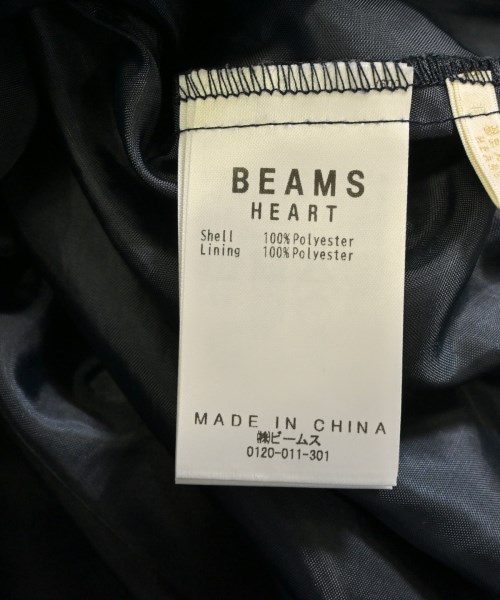 BEAMS
HEART
Shell 100%Polyester
Lining 100%Polyester
MADE IN CHINA
㈱ビームス
0120-011-301